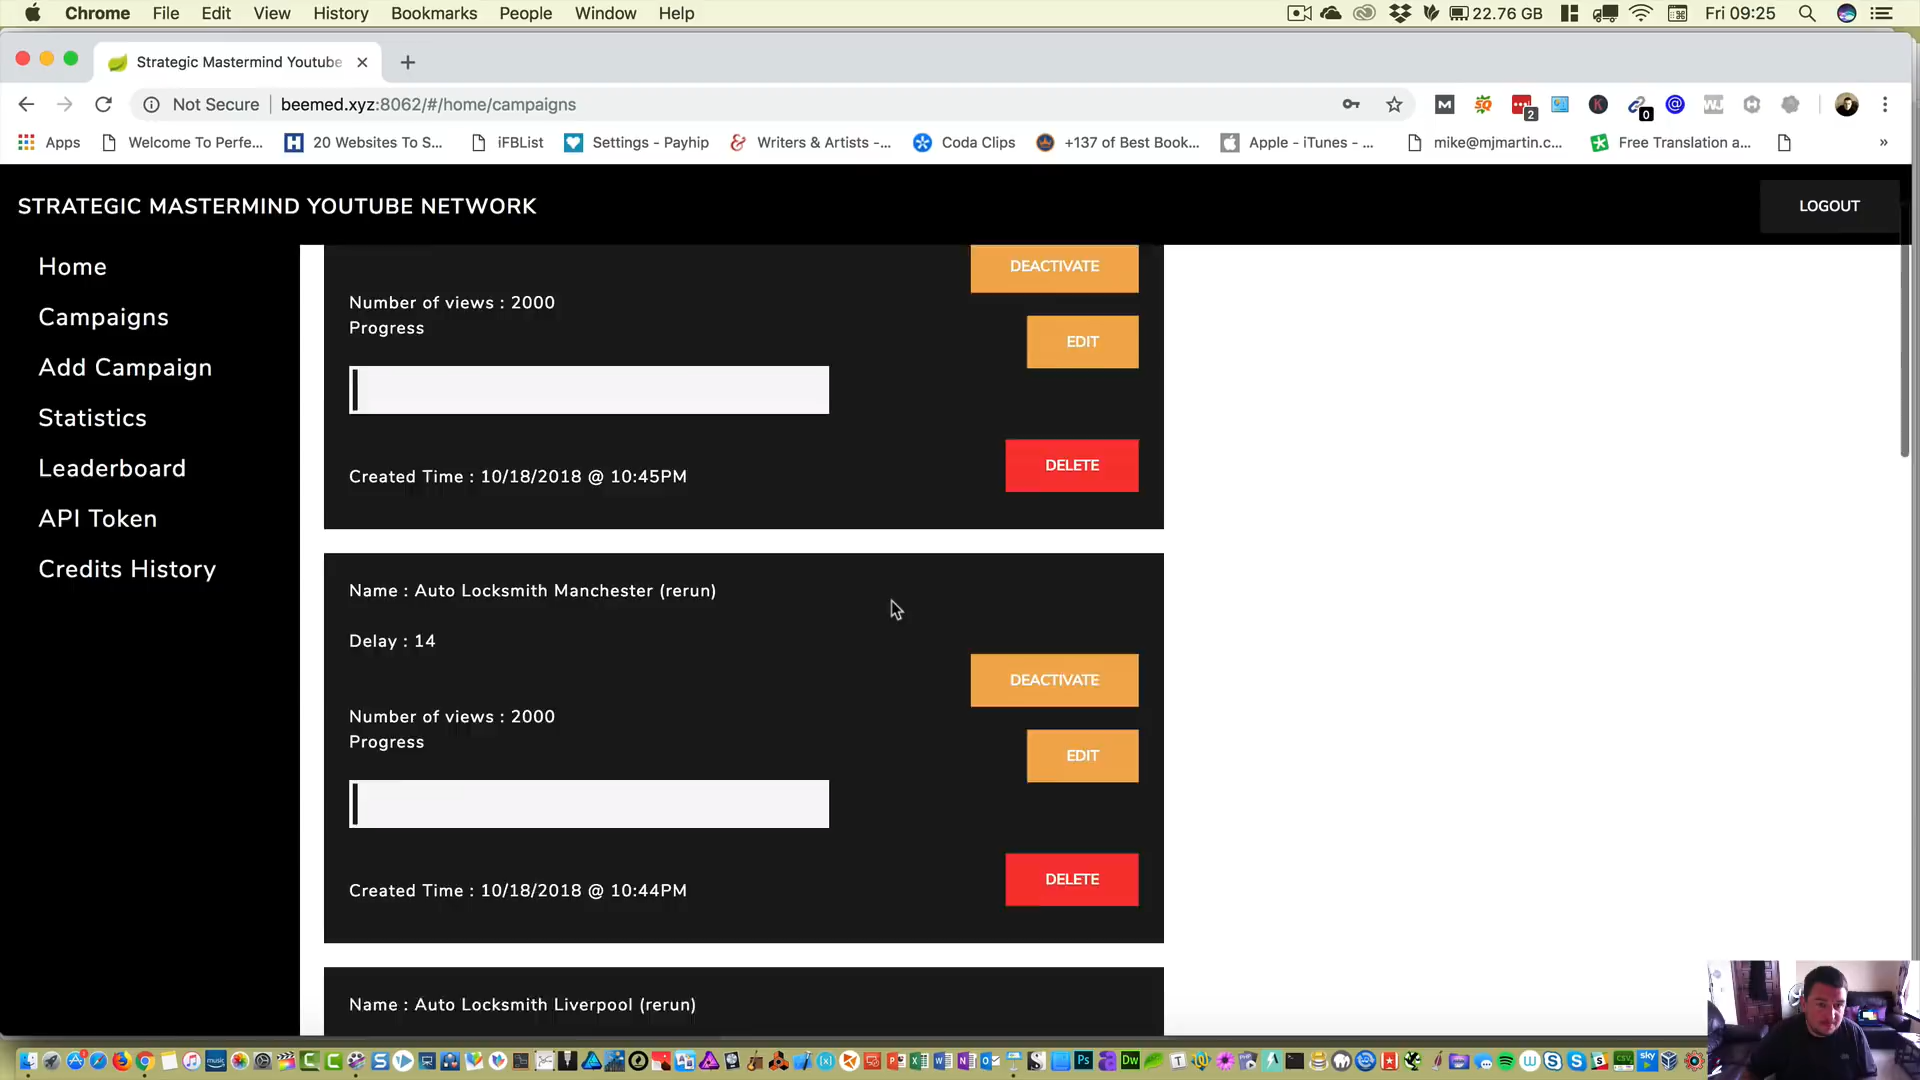 Chrome File Edit View History Bookmarks People Window Help 22.76 GB Fri 09:25
Strategic Mastermind Youtube
Not Secure beemed.xyz:8062/#/home/campaigns
Apps Welcome To Perfe... 20 Websites To S... iFBList Settings - Payhip Writers & Artists -... Coda Clips +137 of Best Book... Apple - iTunes - ... mike@mjmartin.c... Free Translation a... »
STRATEGIC MASTERMIND YOUTUBE NETWORK
LOGOUT
Home
Campaigns
Add Campaign
Statistics
Leaderboard
API Token
Credits History
DEACTIVATE
Number of views : 2000
Progress
EDIT
DELETE
Created Time : 10/18/2018 @ 10:45PM
Name : Auto Locksmith Manchester (rerun)
Delay : 14
DEACTIVATE
Number of views : 2000
Progress
EDIT
DELETE
Created Time : 10/18/2018 @ 10:44PM
Name : Auto Locksmith Liverpool (rerun)